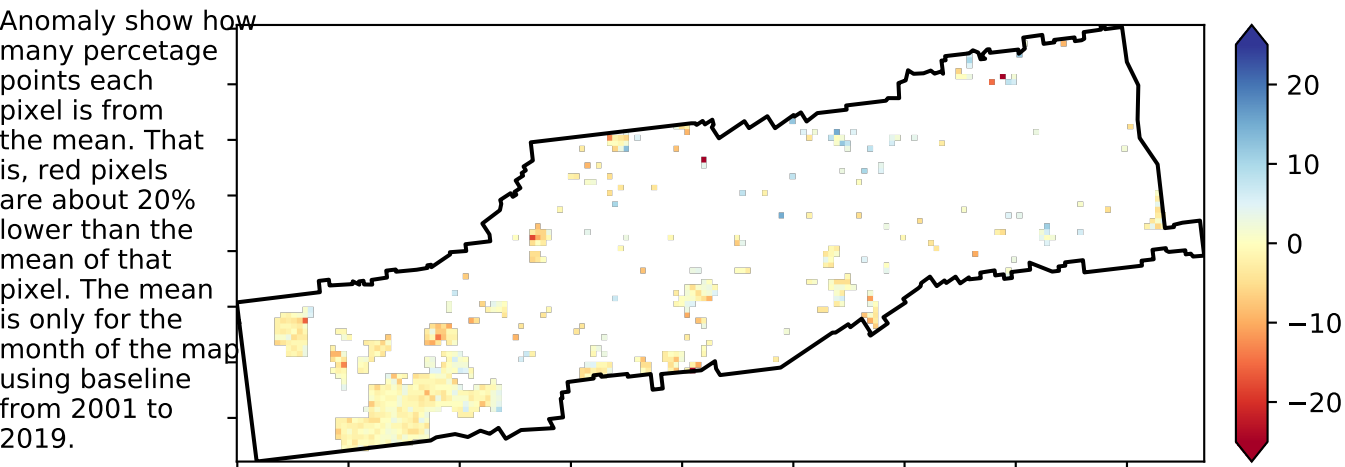 Anomaly show how
many percetage
points each
pixel is from
the mean. That
is, red pixels
are about 20%
lower than the
mean of that
pixel. The mean
is only for the
month of the map
using baseline
from 2001 to
2019.
20
10
0
−10
−20